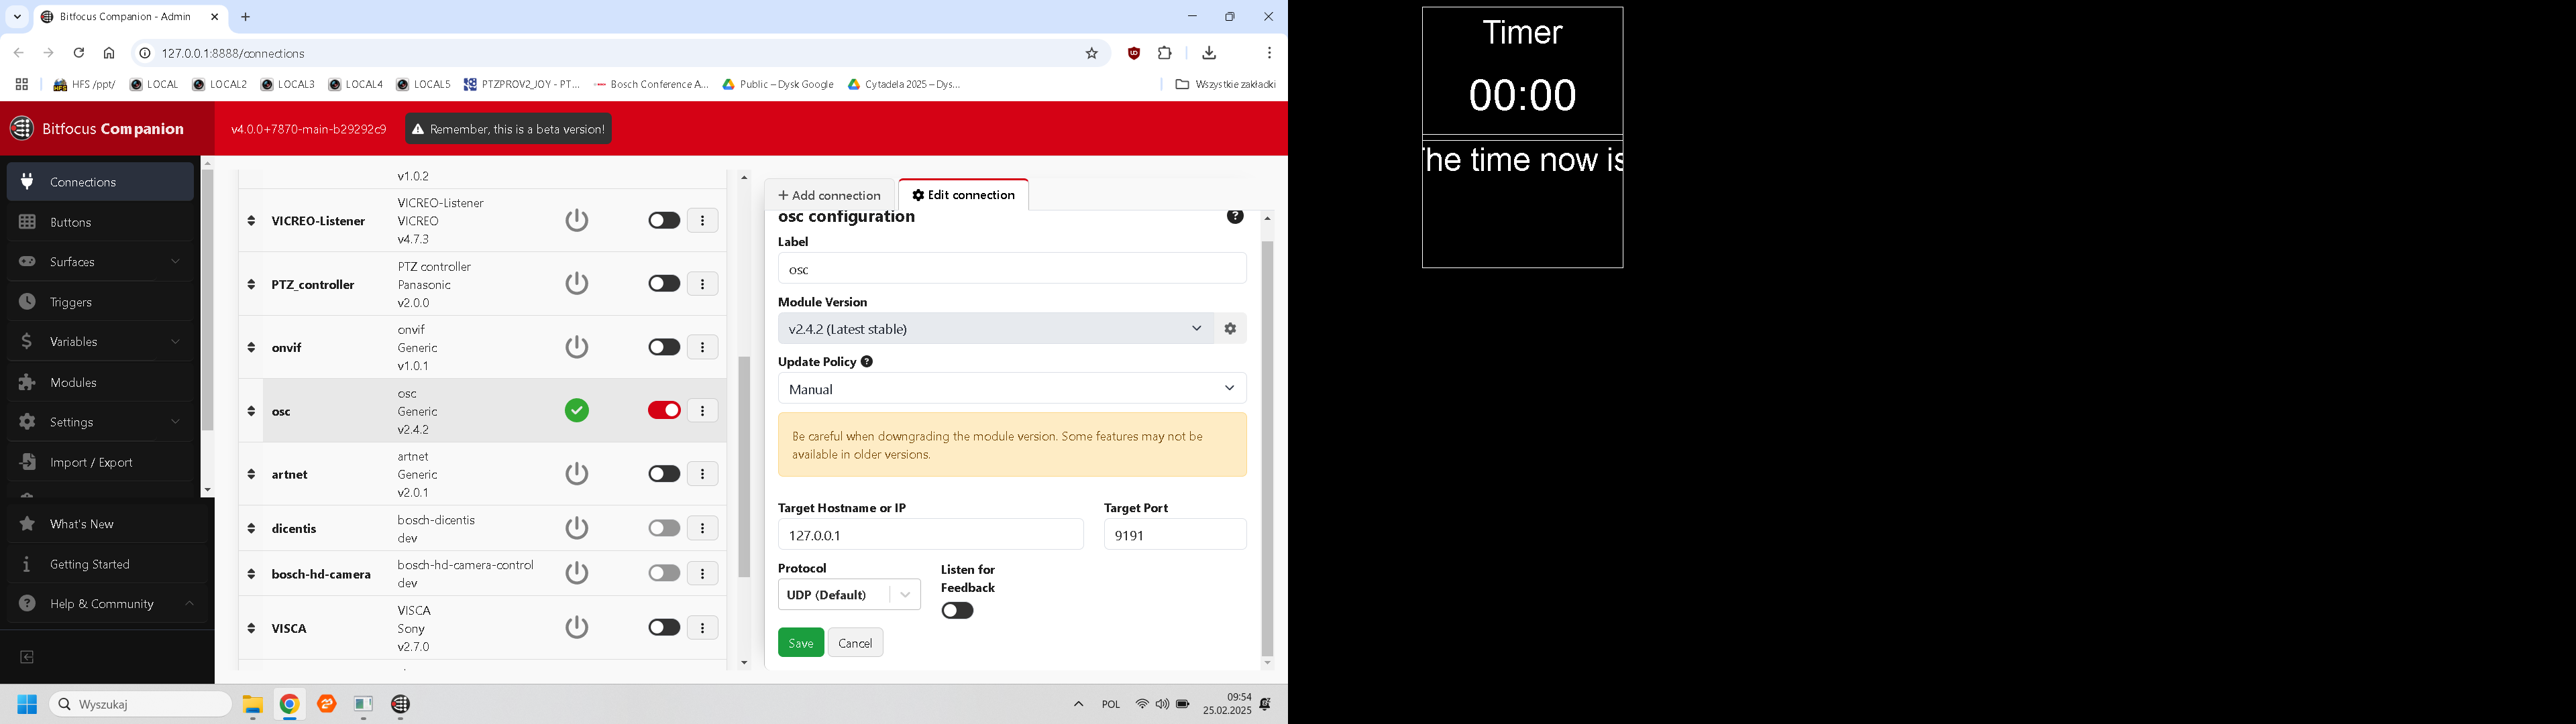 Bitfocus Companion - Admin
127.0.0.1:8888/connections
HFS /ppt/
LOCAL
LOCAL2
LOCAL3
LOCAL4
LOCAL5
PTZPROV2_JOY - PT...
Bosch Conference A...
Public – Dysk Google
Cytadela 2025 – Dys...
Wszystkie zakładki
Bitfocus Companion
v4.0.0+7870-main-b29292c9
Remember, this is a beta version!
Connections
Buttons
Surfaces
Triggers
Variables
Modules
Settings
Import / Export
What's New
Getting Started
Help & Community
v1.0.2
VICREO-Listener
VICREO-Listener
VICREO
v4.7.3
PTZ_controller
PTZ controller
Panasonic
v2.0.0
onvif
onvif
Generic
v1.0.1
osc
osc
Generic
v2.4.2
artnet
artnet
Generic
v2.0.1
dicentis
bosch-dicentis
dev
bosch-hd-camera
bosch-hd-camera-control
dev
VISCA
VISCA
Sony
v2.7.0
Add connection
Edit connection
osc configuration
Label
osc
Module Version
v2.4.2 (Latest stable)
Update Policy
Manual
Be careful when downgrading the module version. Some features may not be
available in older versions.
Target Hostname or IP
Target Port
127.0.0.1
9191
Protocol
Listen for
Feedback
UDP (Default)
Save
Cancel
Wyszukaj
POL
09:54
25.02.2025
Timer
00:00
The time now is